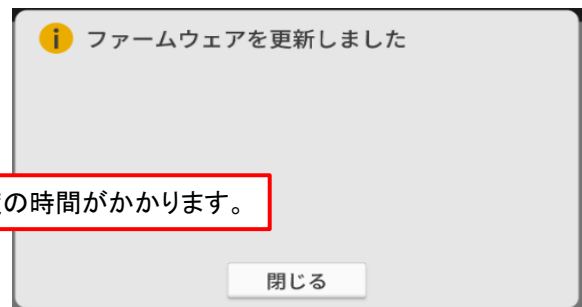 ファームウェアを更新しました
の時間がかかります。
閉じる